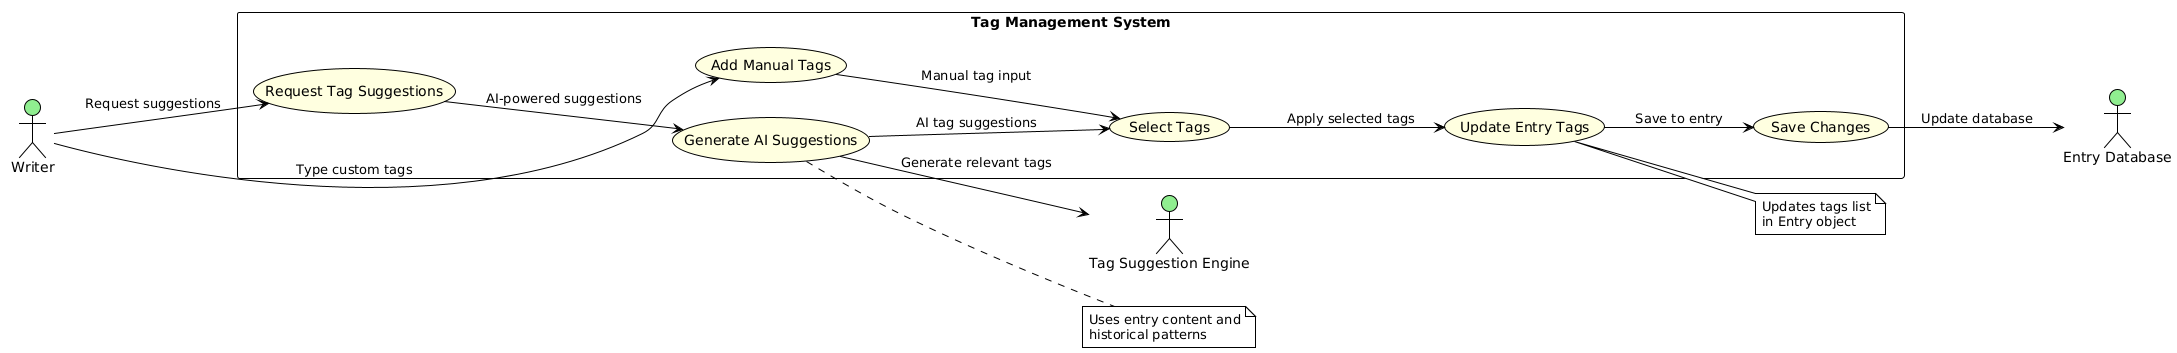 Tag Management System
Add Manual Tags
Manual tag input
Request Tag Suggestions
Request suggestions
AI-powered suggestions
Generate AI Suggestions
AI tag suggestions
Select Tags
Apply selected tags
Update Entry Tags
Save to entry
Save Changes
Update database
Entry Database
Writer
Type custom tags
Generate relevant tags
Updates tags list
in Entry object
Tag Suggestion Engine
Uses entry content and
historical patterns